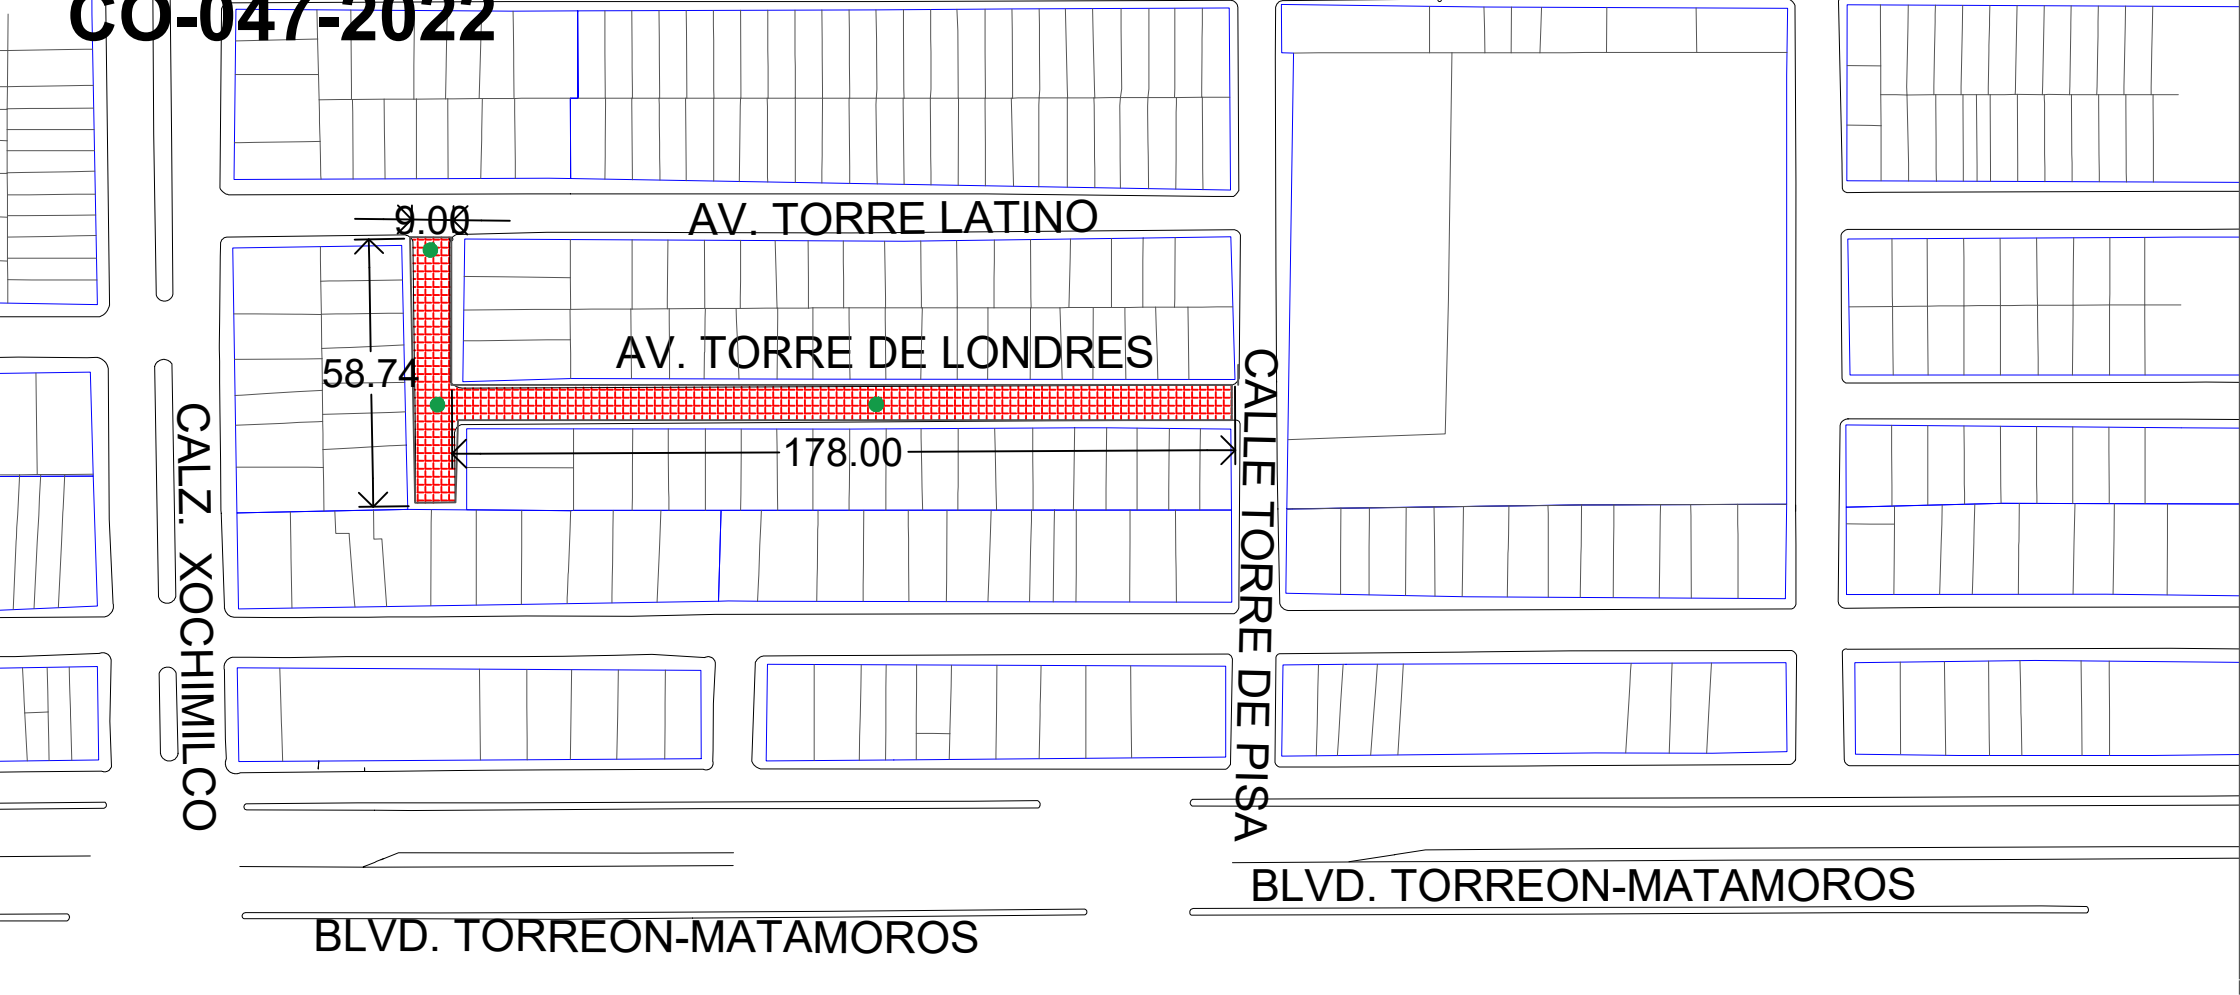 CO-047-2022
9.00
AV. TORRE LATINO
AV. TORRE DE LONDRES
58.74
178.00
CALZ. XOCHIMILCO
CALLE TORRE DE PISA
BLVD. TORREON-MATAMOROS
BLVD. TORREON-MATAMOROS